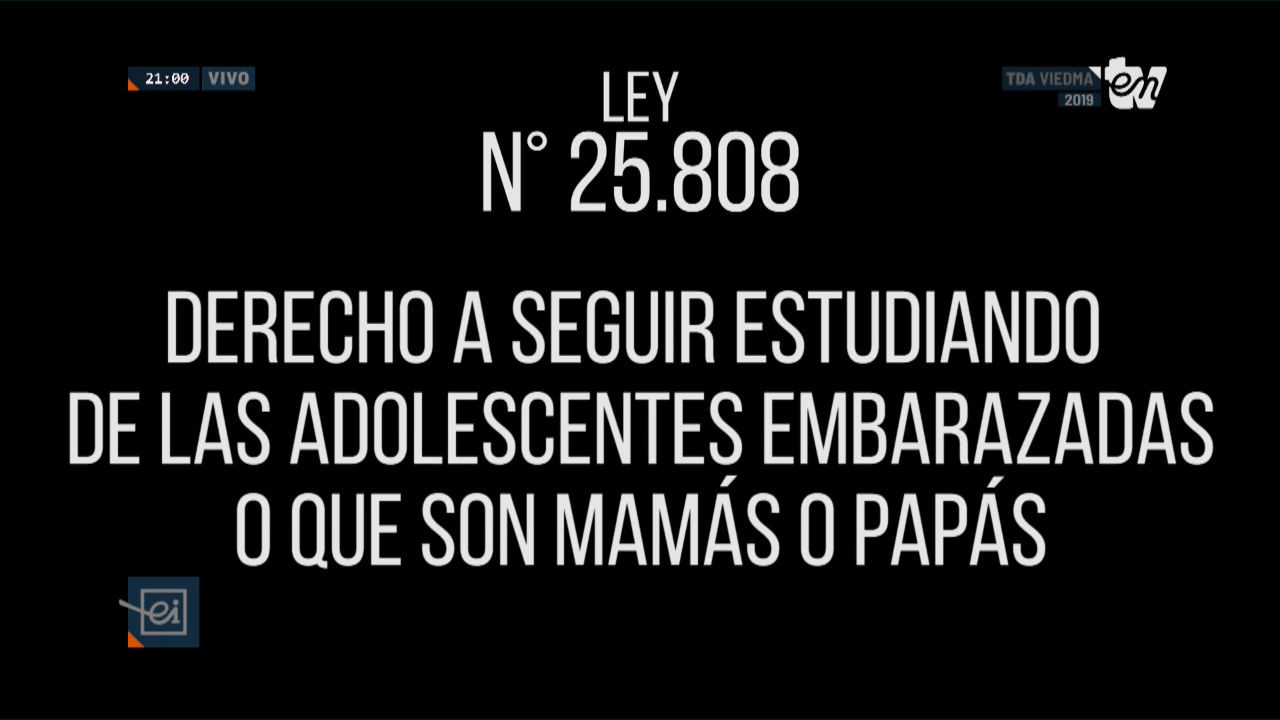 21:00 VIVO
LEY
TDA VIEDMA
2019
en
tv
N° 25.808
DERECHO A SEGUIR ESTUDIANDO
DE LAS ADOLESCENTES EMBARAZADAS
O QUE SON MAMÁS O PAPÁS
ei